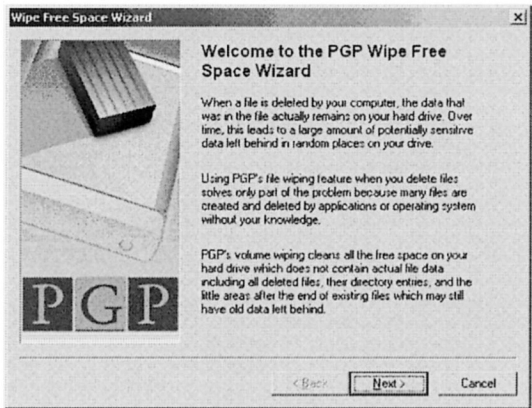 Wipe Free Space Wizard
Welcome to the PGP Wipe Free
Space Wizard
When a file is deleted by your computer, the data that
was in the file actually remains on your hard drive. Over
time, this leads to a large amount of potentially sensitive
data left behind in random places on your drive.
Using PGP's file wiping feature when you delete files
solves only part of the problem because many files are
created and deleted by applications or operating system
without your knowledge.
PGP's volume wiping cleans all the free space on your
hard drive which does not contain actual file data
including all deleted files, their directory entries, and the
little areas after the end of existing files which may still
have old data left behind.
PGP
< Back
Next >
Cancel